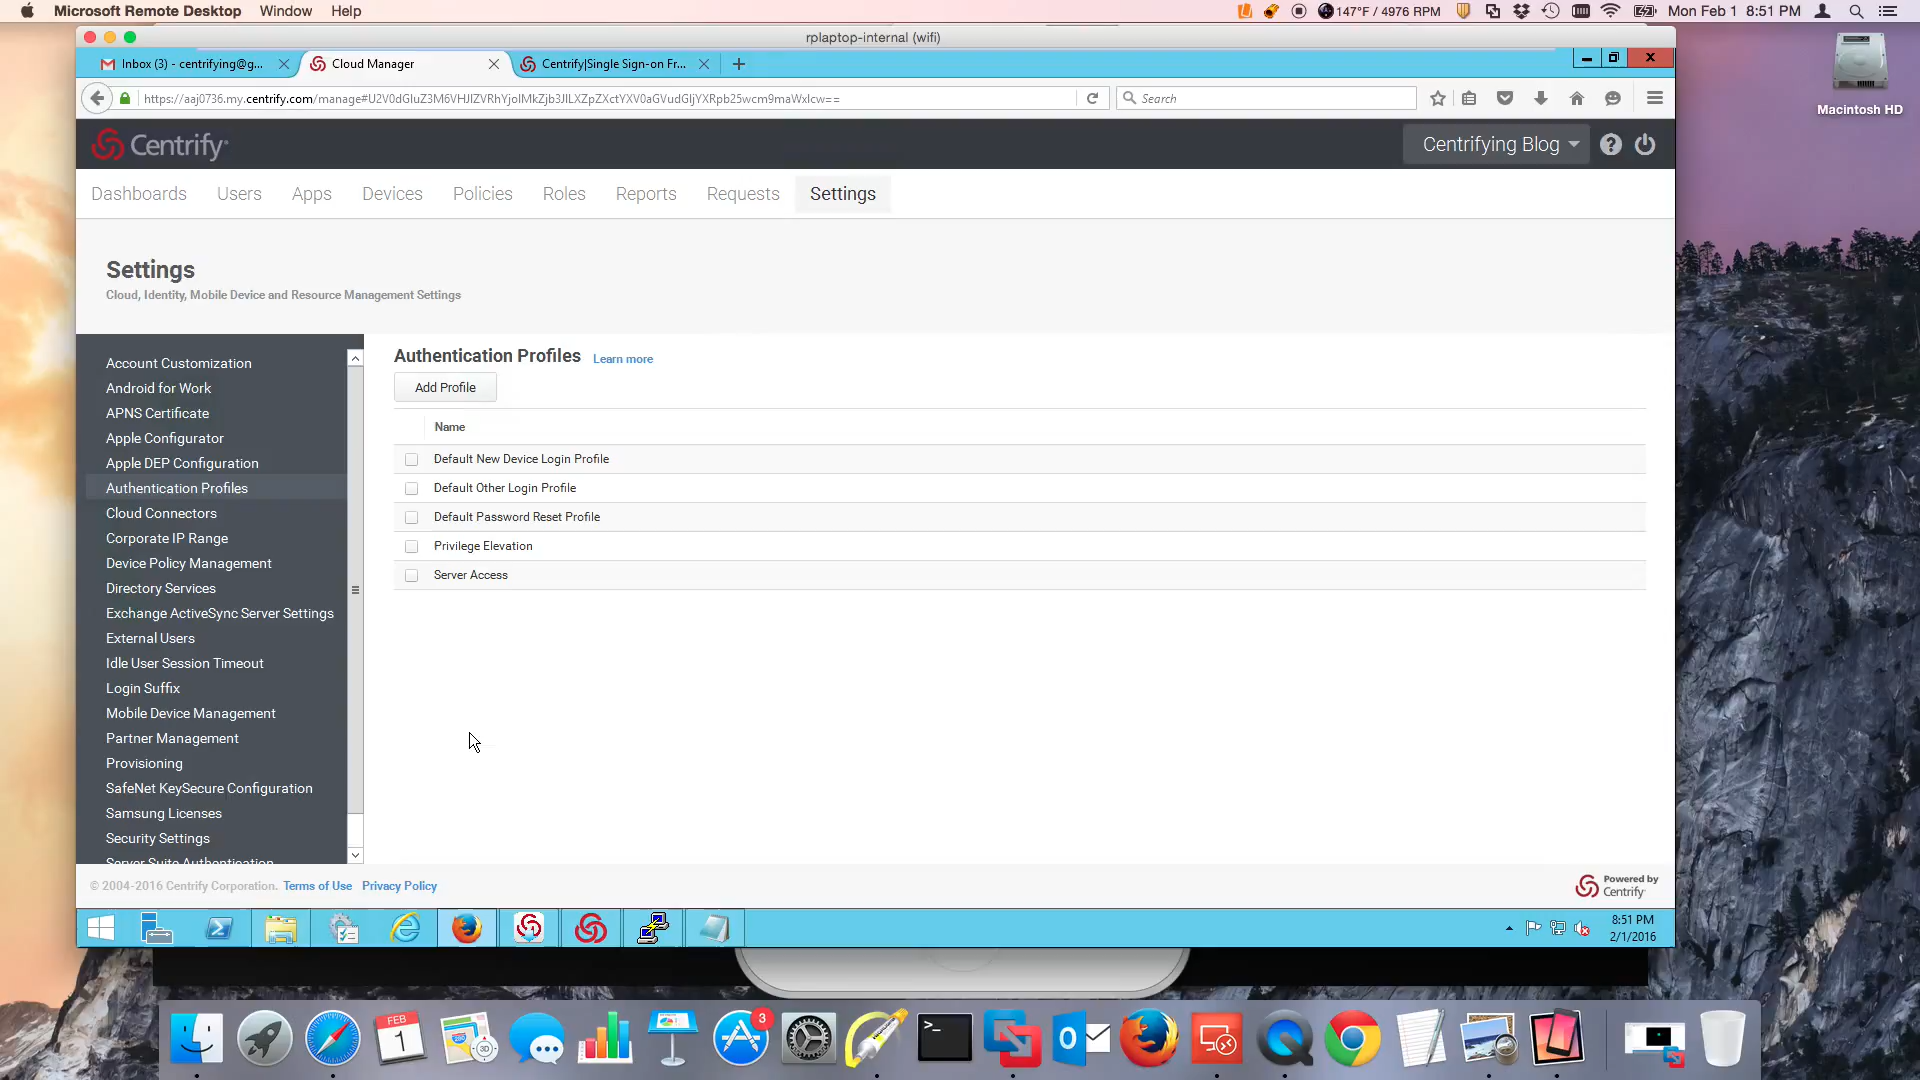 Microsoft Remote Desktop Window Help
147°F / 4976 RPM
Mon Feb 1 8:51 PM
rplaptop-internal (wifi)
Macintosh HD
Inbox (3) - centrifying@g...
Cloud Manager
Centrify|Single Sign-on Fr...
Search
Centrify
Centrifying Blog
Dashboards
Users
Apps
Devices
Policies
Roles
Reports
Requests
Settings
Settings
Cloud, Identity, Mobile Device and Resource Management Settings
Account Customization
Android for Work
APNS Certificate
Apple Configurator
Apple DEP Configuration
Authentication Profiles
Cloud Connectors
Corporate IP Range
Device Policy Management
Directory Services
Exchange ActiveSync Server Settings
External Users
Idle User Session Timeout
Login Suffix
Mobile Device Management
Partner Management
Provisioning
SafeNet KeySecure Configuration
Samsung Licenses
Security Settings
Server Suite Authentication
Authentication Profiles Learn more
Add Profile
Name
Default New Device Login Profile
Default Other Login Profile
Default Password Reset Profile
Privilege Elevation
Server Access
© 2004-2016 Centrify Corporation. Terms of Use Privacy Policy
Powered by
Centrify
8:51 PM
2/1/2016
FEB
1
3